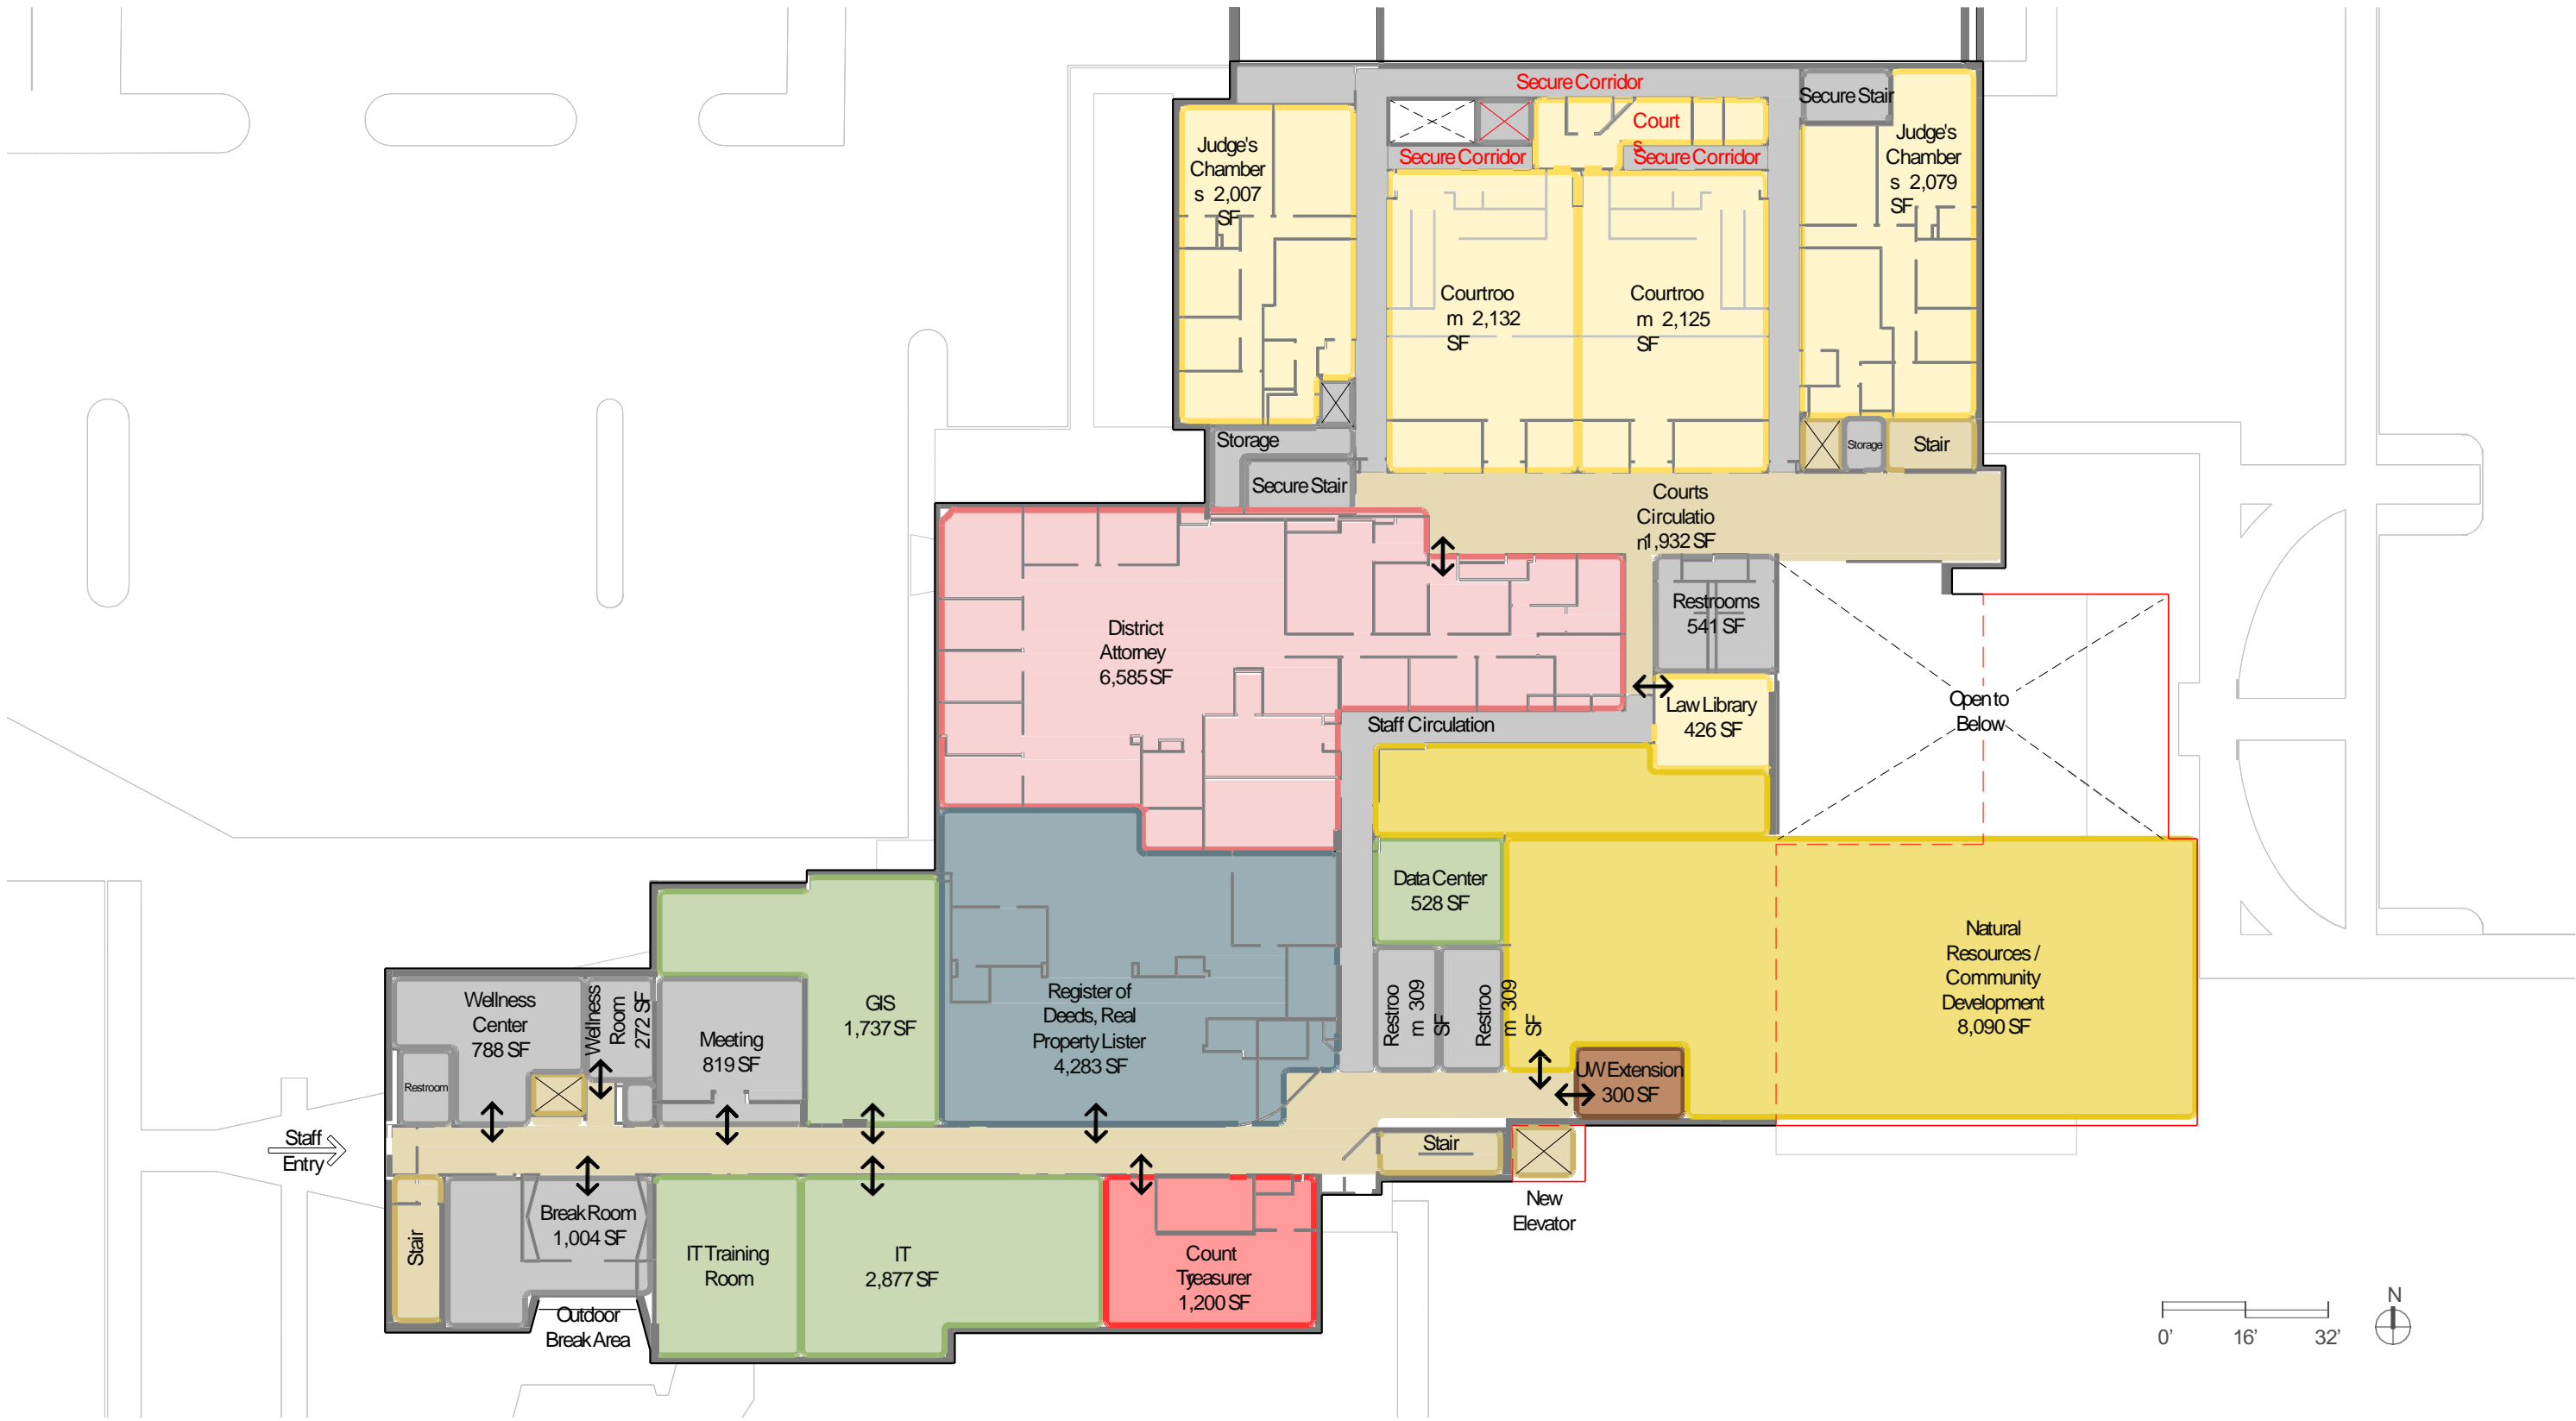 Secure Corridor
Secure Stair
Court
s
Secure Corridor
Secure Corridor
Judge's
Chamber
s 2,007
SF
Judge's
Chamber
s 2,079
SF
Courtroo
m 2,132
SF
Courtroo
m 2,125
SF
Storage
Secure Stair
Storage
Stair
Courts
Circulatio
n1,932 SF
District
Attorney
6,585 SF
Restrooms
541 SF
Law Library
426 SF
Open to
Below
Staff Circulation
Data Center
528 SF
Natural
Resources /
Community
Development
8,090 SF
Wellness
Center
788 SF
Wellness
Room
272 SF
Meeting
819 SF
GIS
1,737 SF
Register of
Deeds, Real
Property Lister
4,283 SF
Restroo
m 309
SF
Restroo
m 309
SF
UW Extension
300 SF
Restroom
Staff
Entry
Stair
Stair
Break Room
1,004 SF
IT Training
Room
IT
2,877 SF
Count
Tyreasurer
1,200 SF
New
Elevator
Outdoor
Break Area
N
0' 16' 32'